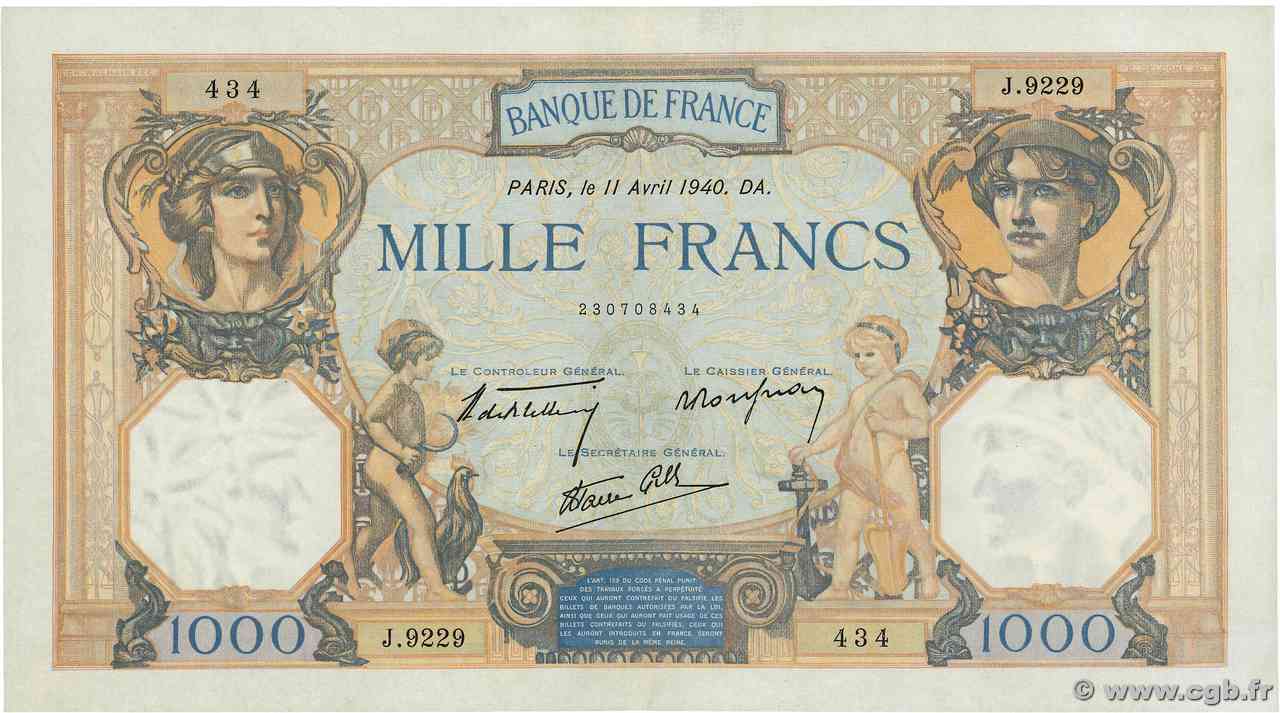 434
J.9229
BANQUE DE FRANCE
PARIS, le 11 Avril 1940. DA.
MILLE FRANCS
230708434
LE CONTROLEUR GÉNÉRAL.
LE CAISSIER GÉNÉRAL.
LE SECRÉTAIRE GÉNÉRAL.
L'ART. 139 DU CODE PÉNAL PUNIT
DES TRAVAUX FORCÉS A PERPÉTUITÉ
CEUX QUI AURONT CONTREFAIT OU FALSIFIÉ LES
BILLETS DE BANQUES AUTORISÉES PAR LA LOI,
AINSI QUE CEUX QUI AURONT FAIT USAGE DE CES
BILLETS CONTREFAITS OU FALSIFIÉS, CEUX QUI
LES AURONT INTRODUITS EN FRANCE SERONT
PUNIS DE LA MÊME PEINE.
1000
J.9229
434
1000
© www.cgb.fr